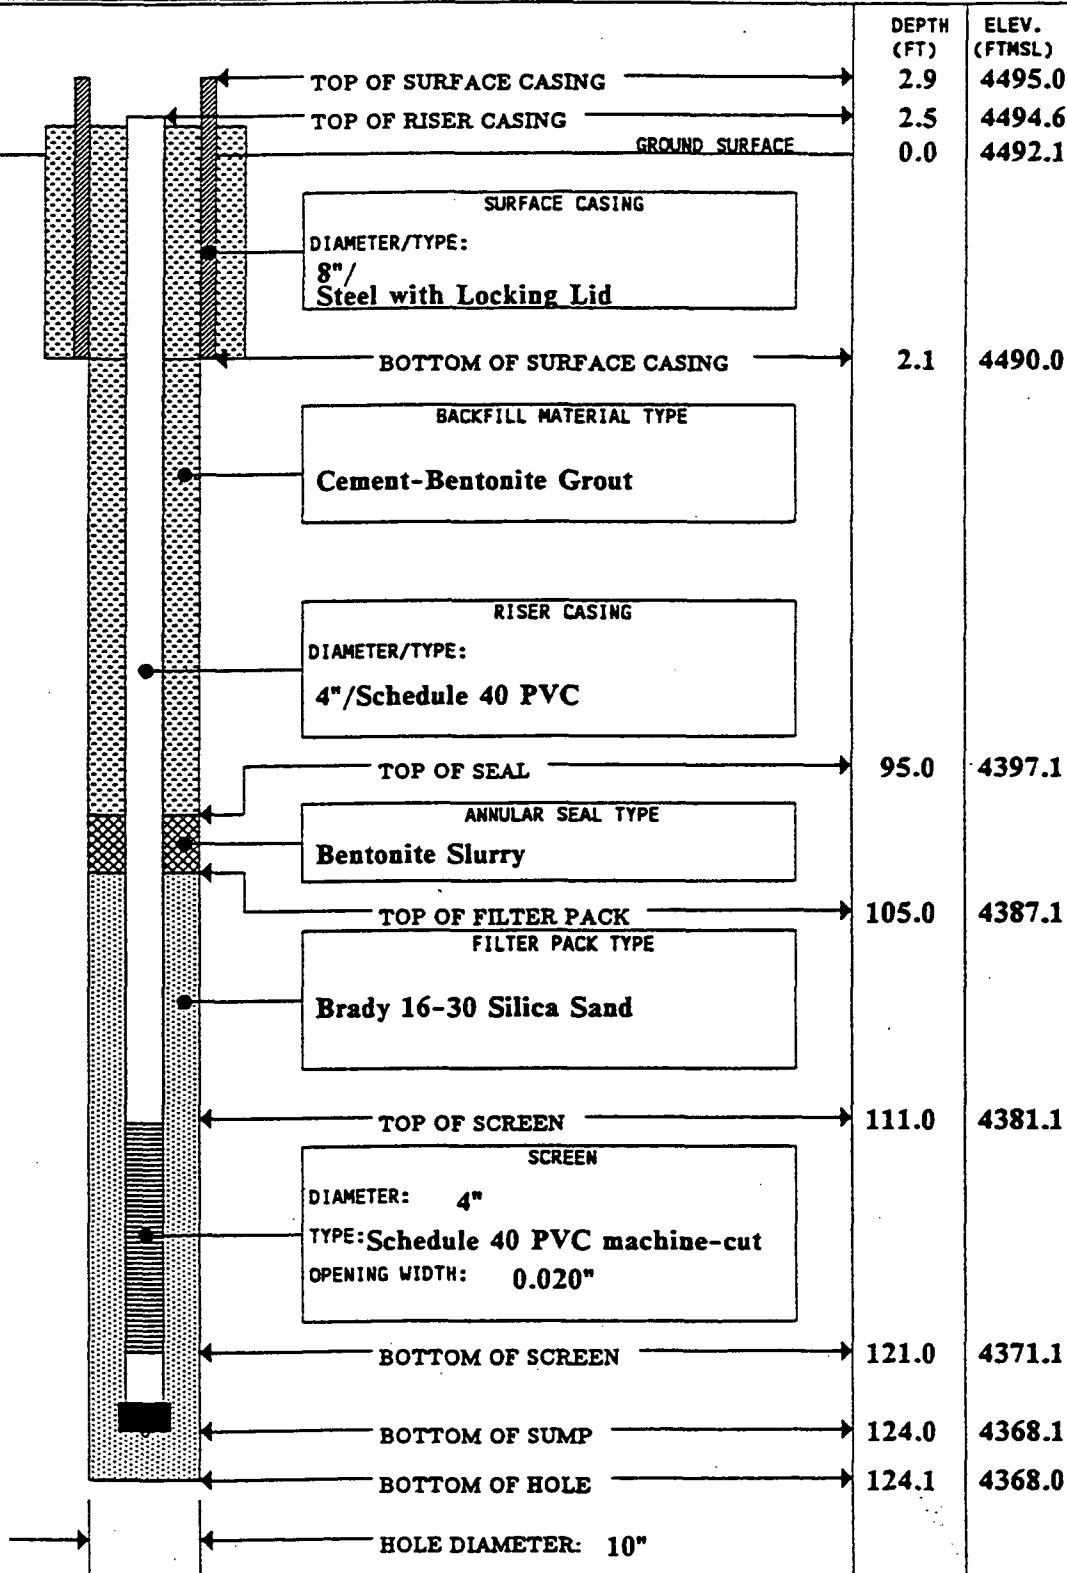 DEPTH ELEV.
(FT) (FTMSL)
TOP OF SURFACE CASING 2.9 4495.0
TOP OF RISER CASING 2.5 4494.6
GROUND SURFACE 0.0 4492.1
SURFACE CASING
DIAMETER/TYPE:
8"/
Steel with Locking Lid
BOTTOM OF SURFACE CASING 2.1 4490.0
BACKFILL MATERIAL TYPE
Cement-Bentonite Grout
RISER CASING
DIAMETER/TYPE:
4"/Schedule 40 PVC
TOP OF SEAL 95.0 4397.1
ANNULAR SEAL TYPE
Bentonite Slurry
TOP OF FILTER PACK 105.0 4387.1
FILTER PACK TYPE
Brady 16-30 Silica Sand
TOP OF SCREEN 111.0 4381.1
SCREEN
DIAMETER: 4"
TYPE: Schedule 40 PVC machine-cut
OPENING WIDTH: 0.020"
BOTTOM OF SCREEN 121.0 4371.1
BOTTOM OF SUMP 124.0 4368.1
BOTTOM OF HOLE 124.1 4368.0
HOLE DIAMETER: 10"